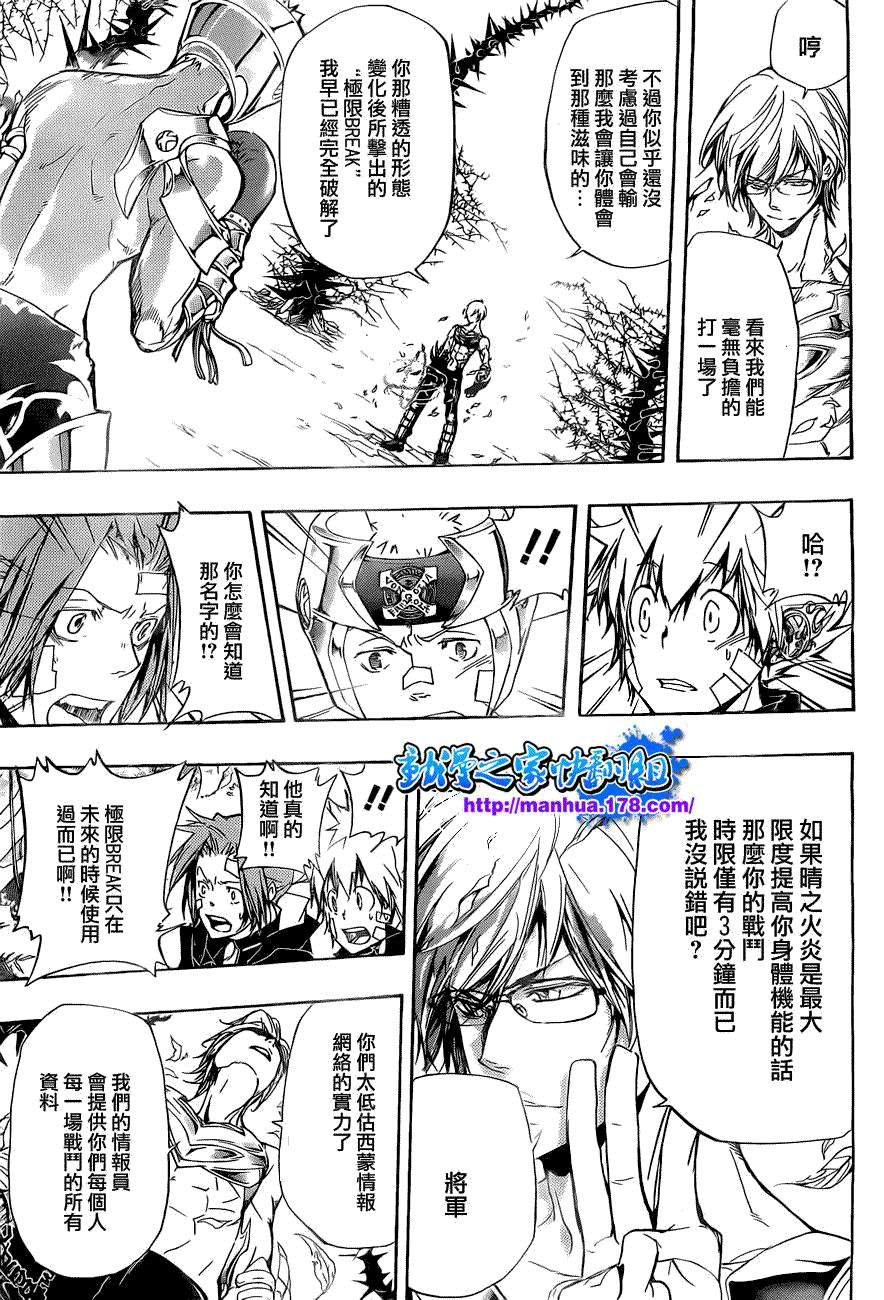 哼
看來我們能
毫無負擔的
打一場了
不過你似乎還沒
考慮過自己會輸
那麼我會讓你體會
到那種滋味的…
你那糟透的形態
變化後所擊出的
“極限BREAK”
我早已經完全破解了
哈!?
!!
你怎麼會知道
那名字的!?
動漫之家快翻組
http://manhua.178.com/
如果晴之火炎是最大
限度提高你身體機能的話
那麼你的戰鬥
時限僅有3分鐘而已
我沒説錯吧?
將軍
!!
他真的
知道啊!!
極限BREAK只在
未來的時候使用
過而已啊!!
你們太低估西蒙情報
網絡的實力了
我們的情報員
會提供你們每個人
每一場戰鬥的所有
資料